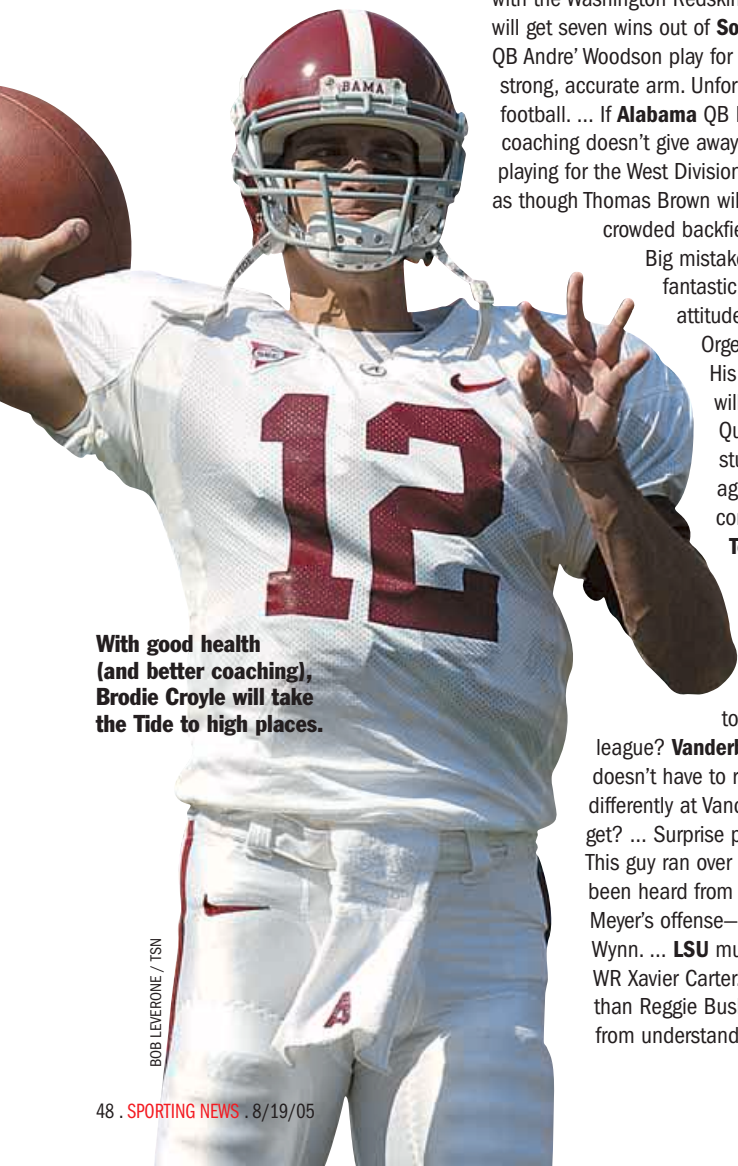 with the Washington Redskin
will get seven wins out of So
QB Andre' Woodson play for
strong, accurate arm. Unfor
football. ... If Alabama QB
coaching doesn't give away
playing for the West Division
as though Thomas Brown wil
crowded backfie
Big mistak
fantastic
attitude
Orge
His
wil
Qu
stu
ag
co
T
to
league? Vanderb
doesn't have to
differently at Vand
get? ... Surprise p
This guy ran over
been heard from
Meyer's offense—
Wynn. ... LSU mu
WR Xavier Carter.
than Reggie Bus
from understand
BAMA
TIDE
SEC
12
With good health
(and better coaching),
Brodie Croyle will take
the Tide to high places.
A
BOB LEVERONE / TSN
48 . SPORTING NEWS . 8/19/05